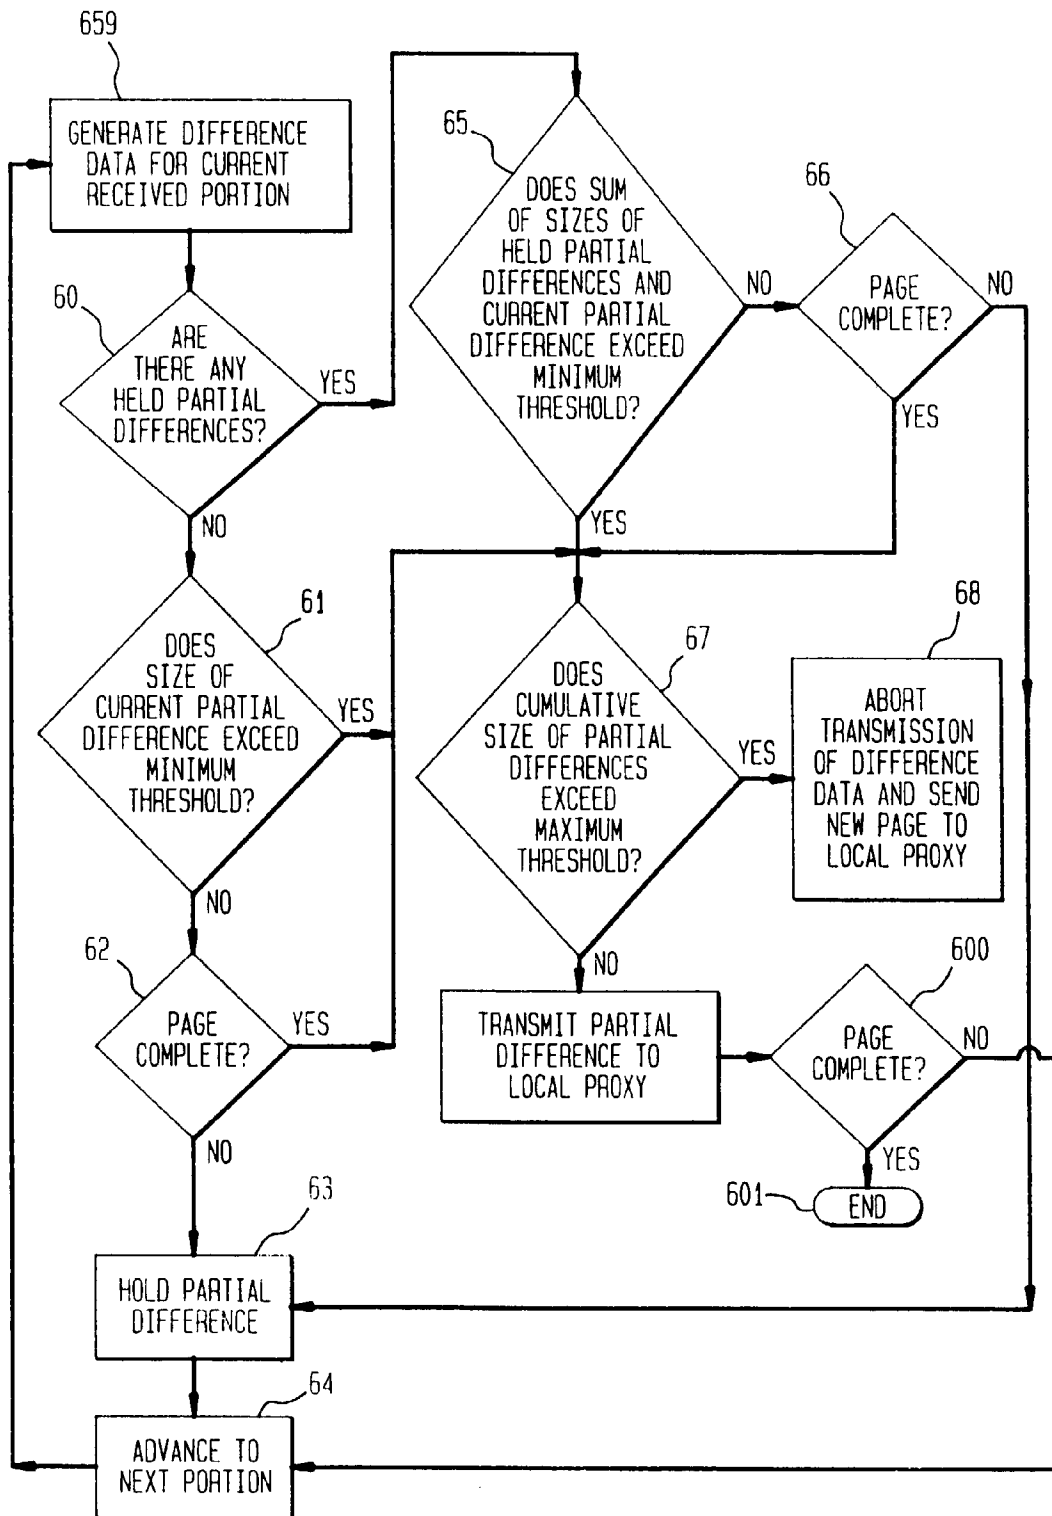 659
GENERATE DIFFERENCE
DATA FOR CURRENT
RECEIVED PORTION
60
ARE
THERE ANY
HELD PARTIAL
DIFFERENCES?
YES
NO
61
DOES
SIZE OF
CURRENT PARTIAL
DIFFERENCE EXCEED
MINIMUM
THRESHOLD?
YES
NO
62
PAGE
COMPLETE?
YES
NO
63
HOLD PARTIAL
DIFFERENCE
64
ADVANCE TO
NEXT PORTION
65
DOES SUM
OF SIZES OF
HELD PARTIAL
DIFFERENCES AND
CURRENT PARTIAL
DIFFERENCE EXCEED
MINIMUM
THRESHOLD?
NO
YES
66
PAGE
COMPLETE?
NO
YES
67
DOES
CUMULATIVE
SIZE OF PARTIAL
DIFFERENCES
EXCEED
MAXIMUM
THRESHOLD?
YES
NO
68
ABORT
TRANSMISSION
OF DIFFERENCE
DATA AND SEND
NEW PAGE TO
LOCAL PROXY
TRANSMIT PARTIAL
DIFFERENCE TO
LOCAL PROXY
600
PAGE
COMPLETE?
NO
YES
601
END